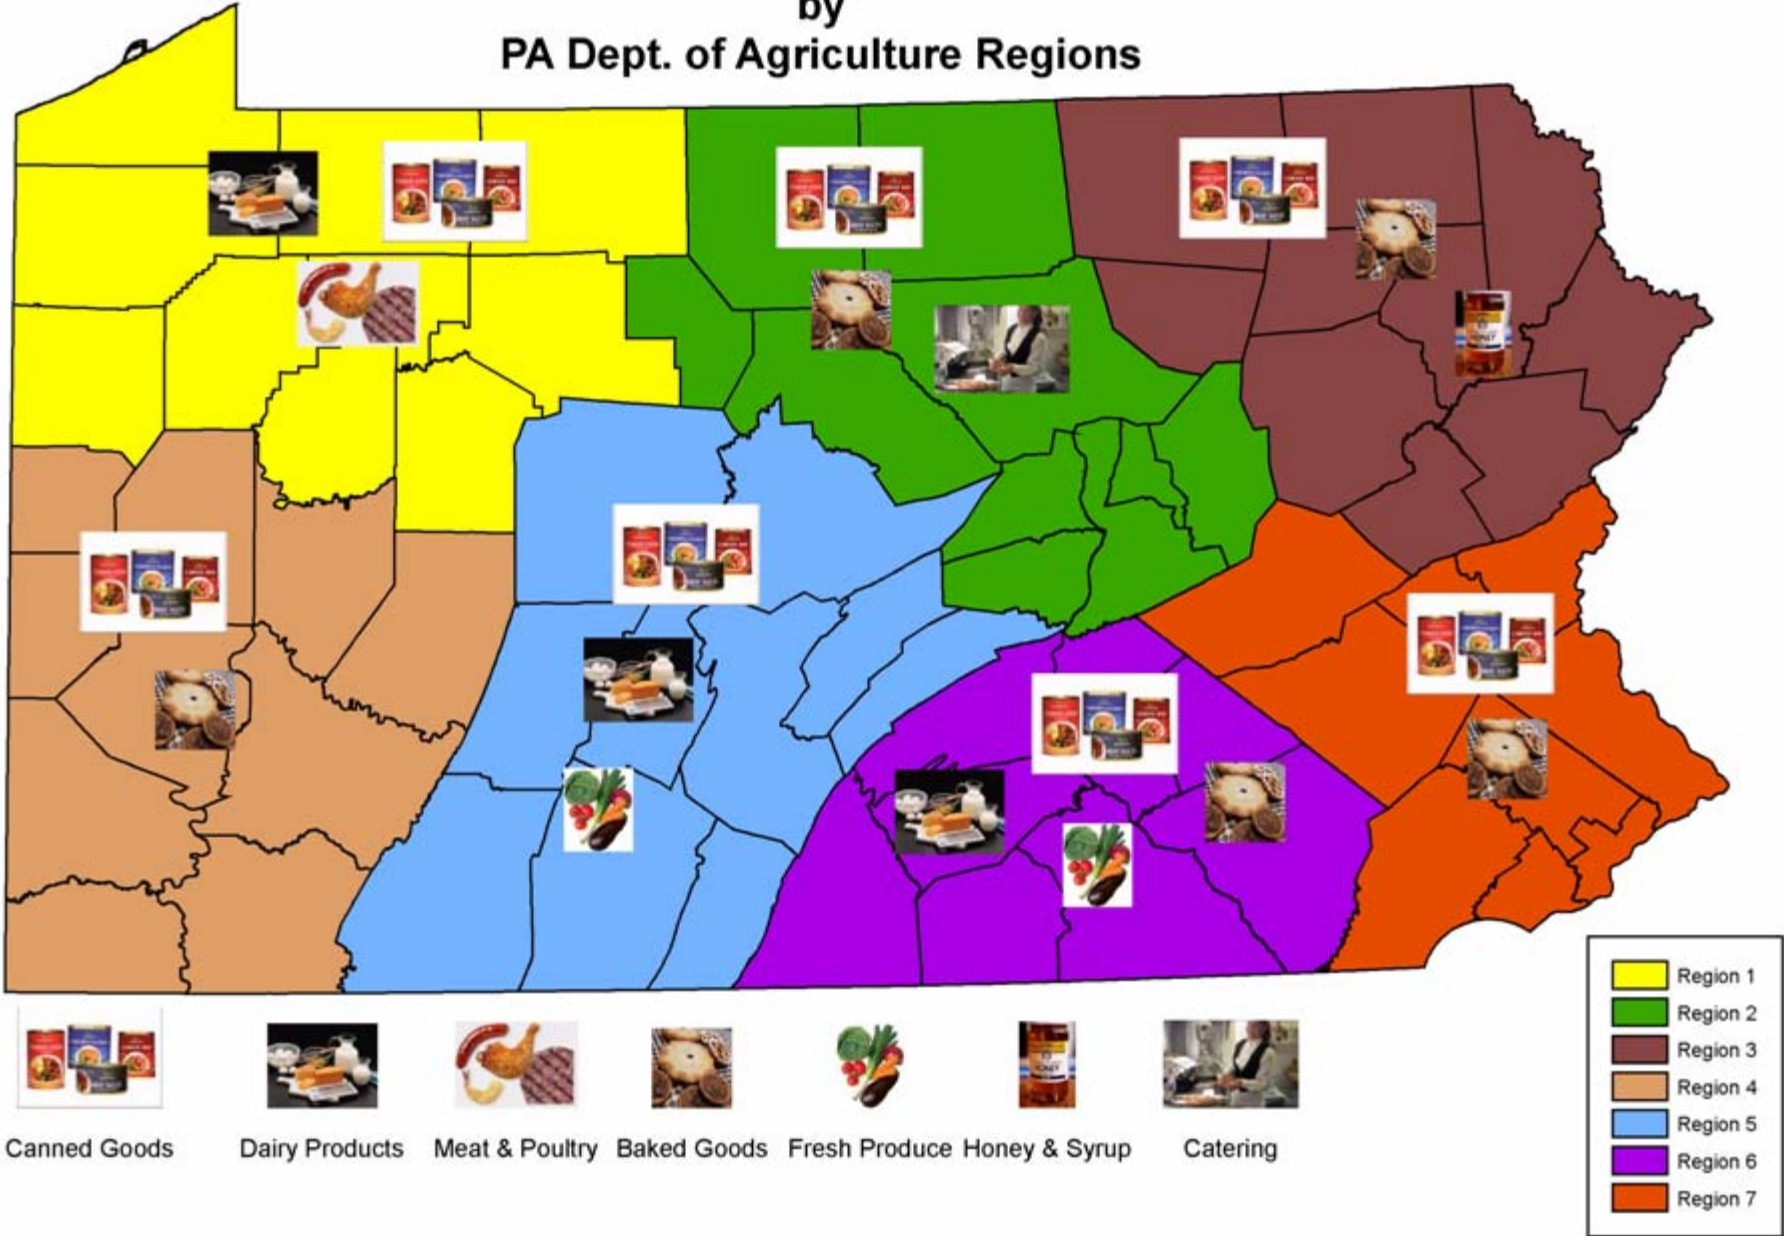 by
PA Dept. of Agriculture Regions
Canned Goods
Dairy Products
Meat & Poultry
Baked Goods
Fresh Produce
Honey & Syrup
Catering
Region 1
Region 2
Region 3
Region 4
Region 5
Region 6
Region 7